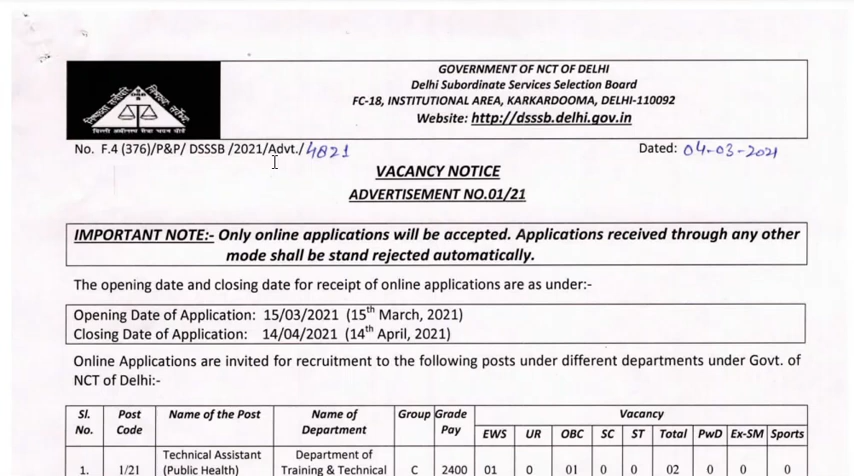 GOVERNMENT OF NCT OF DELHI
Delhi Subordinate Services Selection Board
FC-18, INSTITUTIONAL AREA, KARKARDOOMA, DELHI-110092
Website: http://dsssb.delhi.gov.in
दिल्ली अधीनस्थ सेवा चयन बोर्ड
No. F.4 (376)/P&P/ DSSSB /2021/Advt./ 4821
Dated: 04-03-2021
VACANCY NOTICE
ADVERTISEMENT NO.01/21
IMPORTANT NOTE:- Only online applications will be accepted. Applications received through any other
mode shall be stand rejected automatically.
The opening date and closing date for receipt of online applications are as under:-
Opening Date of Application: 15/03/2021 (15th March, 2021)
Closing Date of Application: 14/04/2021 (14th April, 2021)
Online Applications are invited for recruitment to the following posts under different departments under Govt. of
NCT of Delhi:-
Sl. No. Post Code Name of the Post Name of Department Group Grade Pay Vacancy
EWS UR OBC SC ST Total PwD Ex-SM Sports
1. 1/21 Technical Assistant (Public Health) Department of Training & Technical C 2400 01 0 01 0 0 02 0 0 0